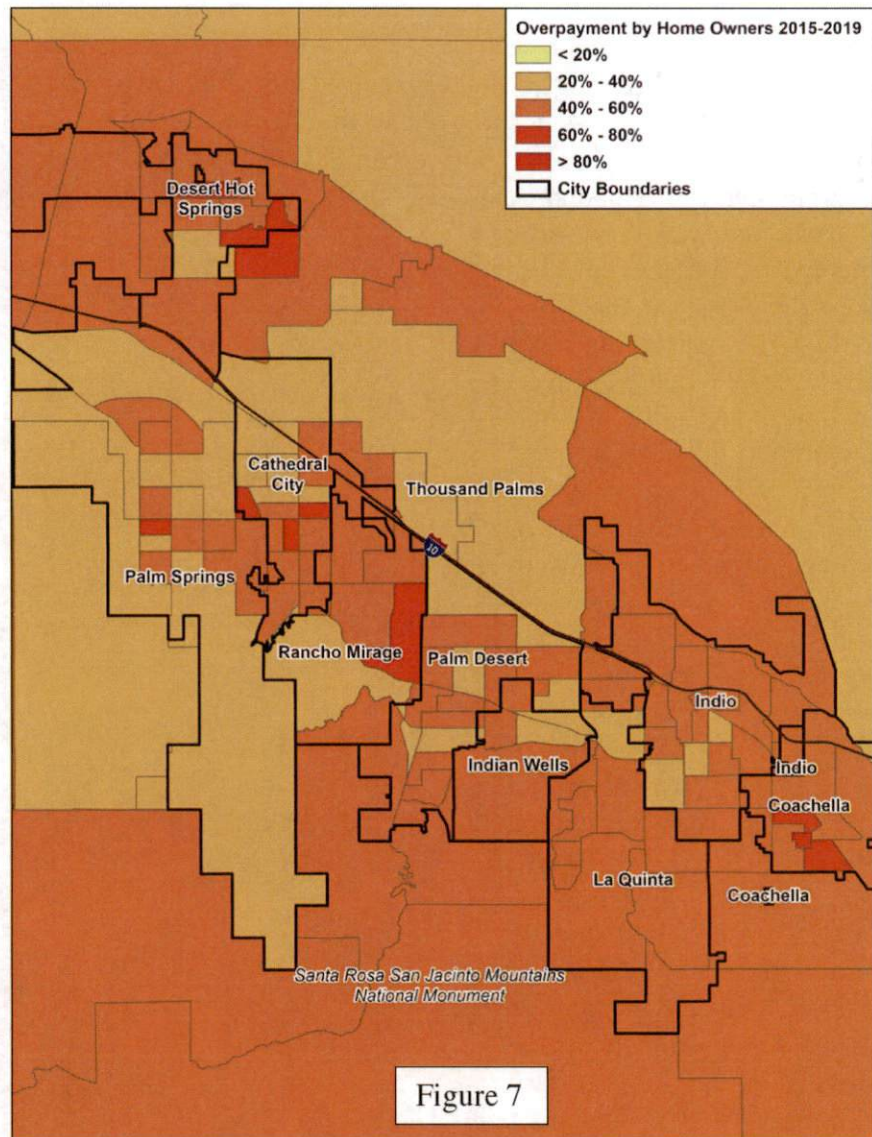 Overpayment by Home Owners 2015-2019
< 20%
20% - 40%
40% - 60%
60% - 80%
> 80%
City Boundaries
Desert Hot
Springs
Cathedral
City
Thousand Palms
10
Palm Springs
Rancho Mirage
Palm Desert
Indio
Indian Wells
Indio
Coachella
La Quinta
Coachella
Santa Rosa San Jacinto Mountains
National Monument
Figure 7